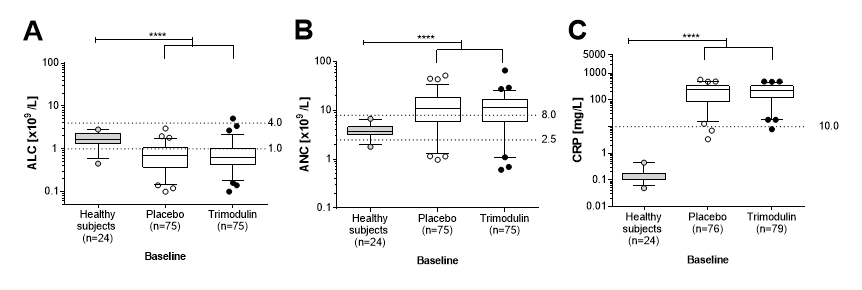 A
****
ALC [x10⁹ /L]
100
10
1
0.1
4.0
1.0
Healthy subjects (n=24)
Placebo (n=75)
Trimodulin (n=75)
Baseline
B
****
ANC [x10⁹ /L]
100
10
1
0.1
8.0
2.5
Healthy subjects (n=24)
Placebo (n=75)
Trimodulin (n=75)
Baseline
C
****
CRP [mg/L]
5000
1000
100
10
1
0.1
0.01
10.0
Healthy subjects (n=24)
Placebo (n=76)
Trimodulin (n=79)
Baseline